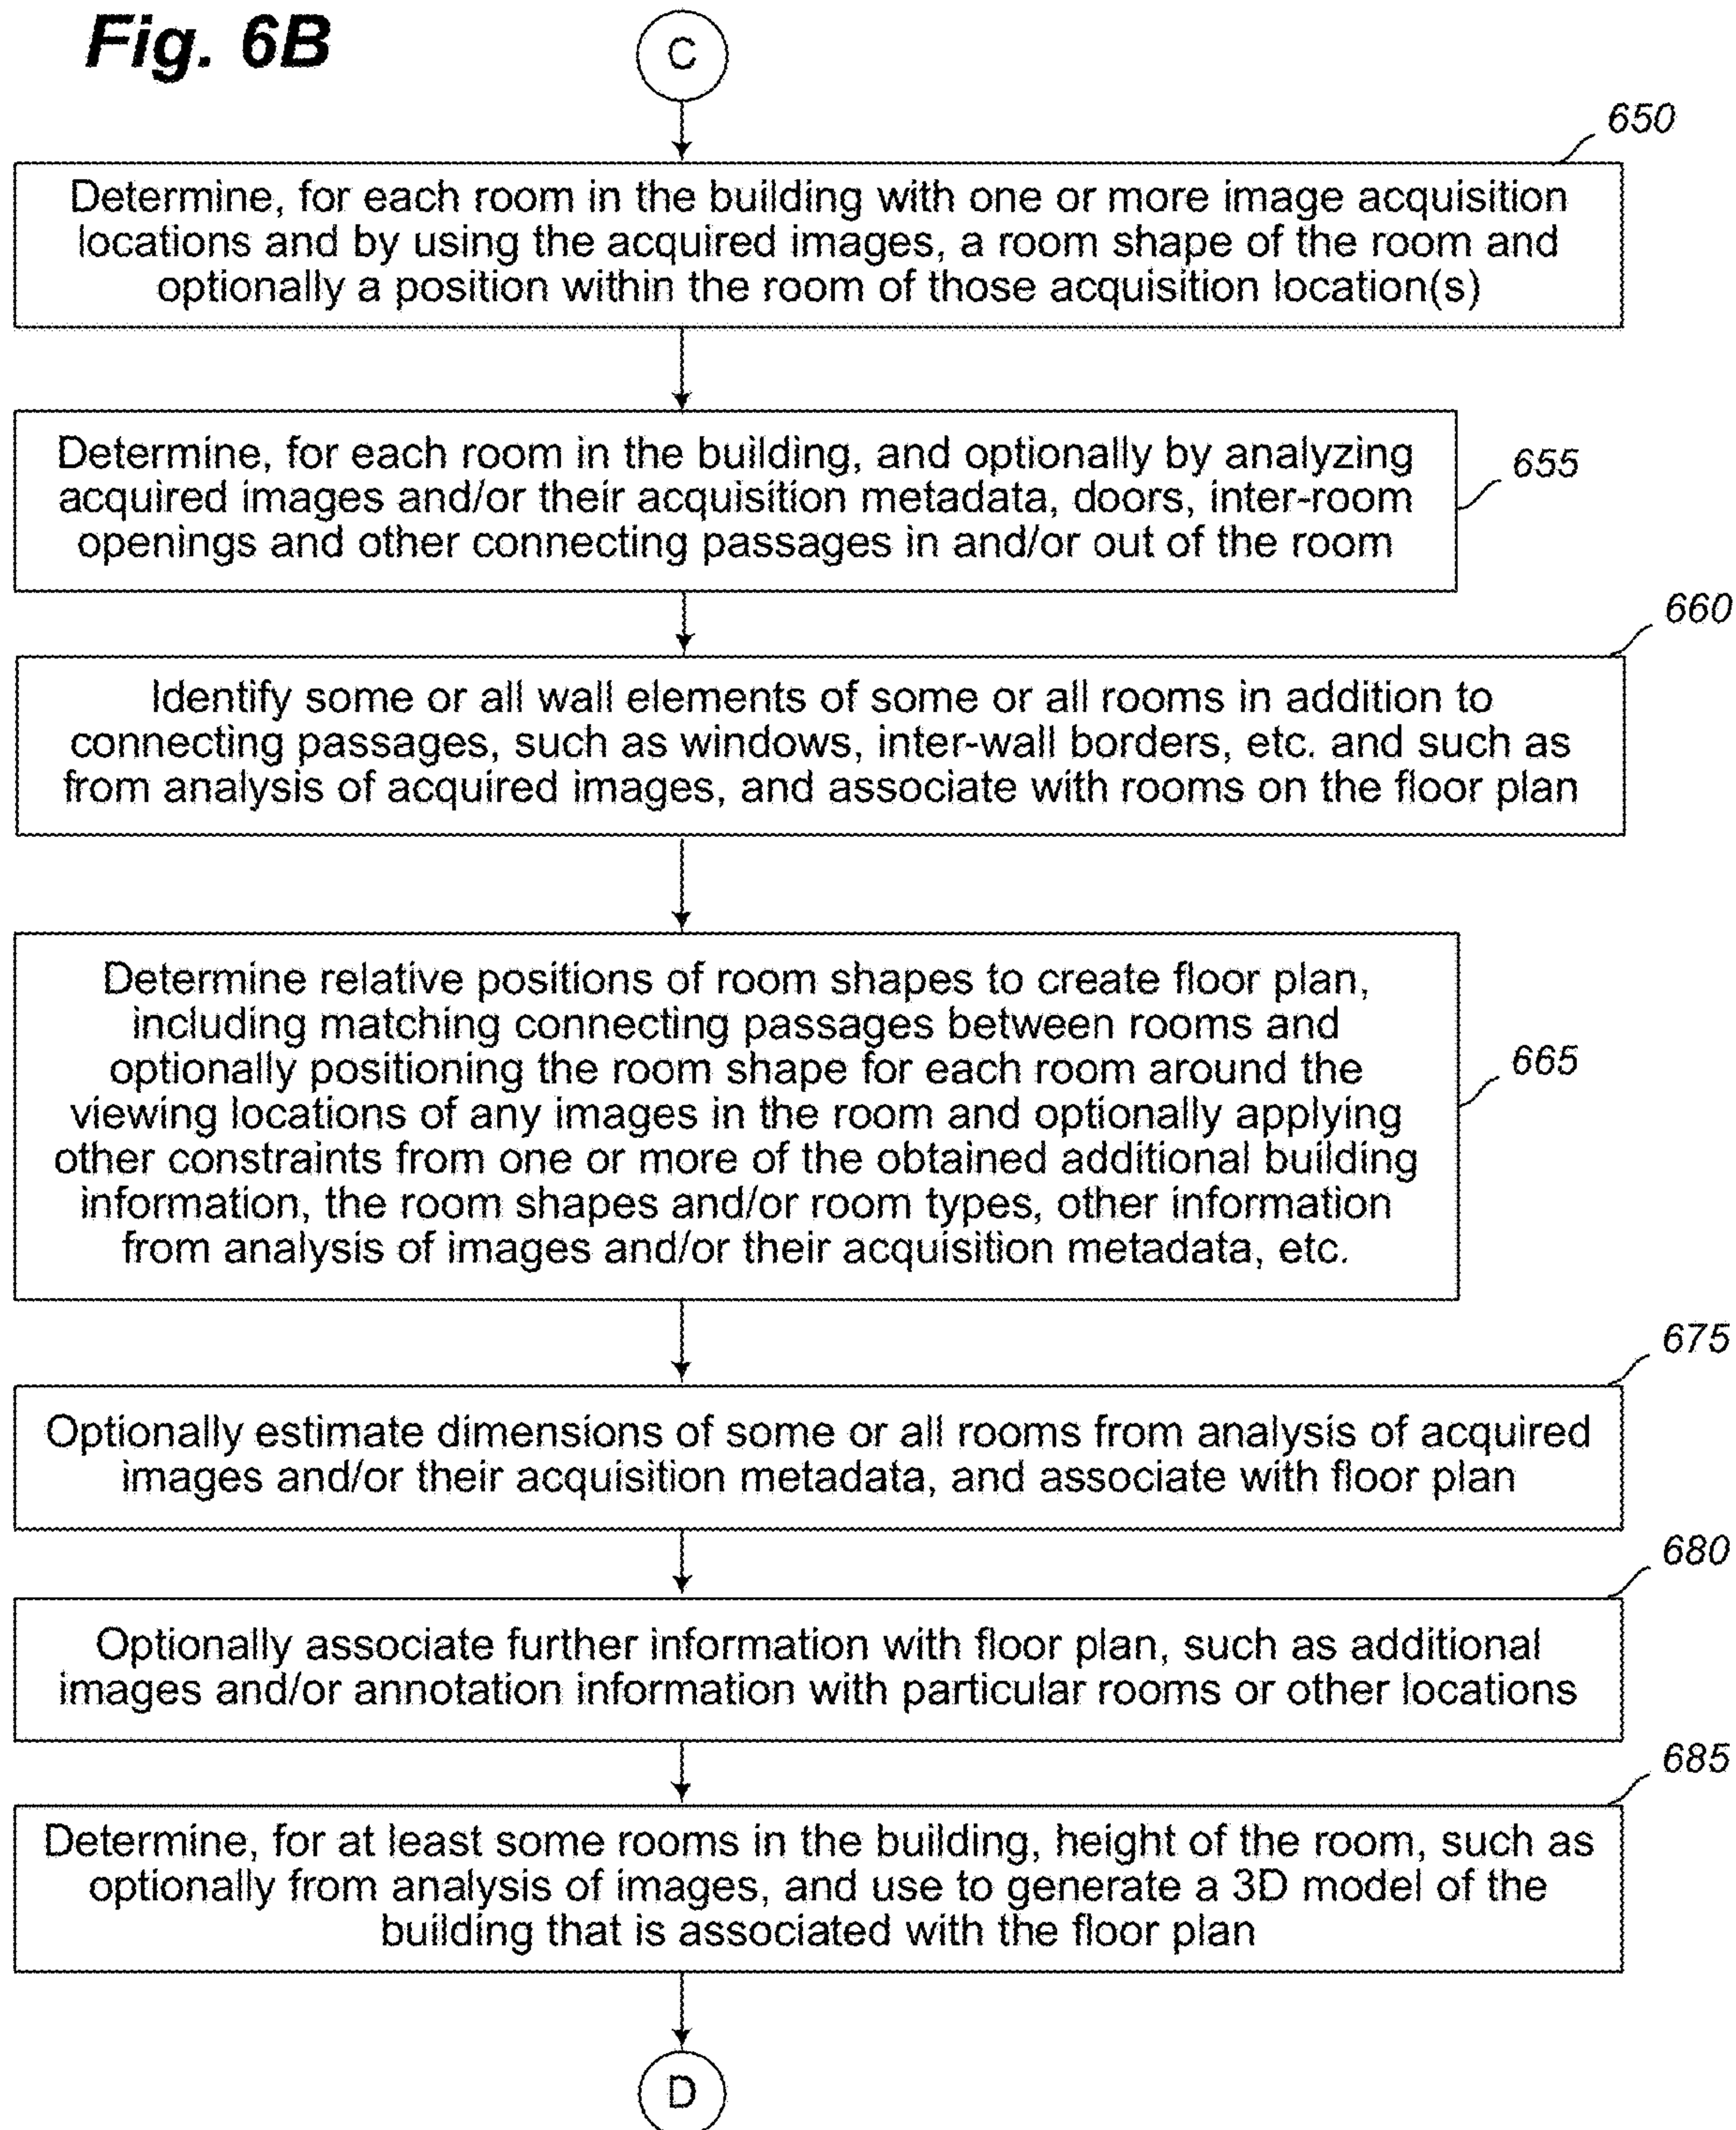 Fig. 6B
C
650
Determine, for each room in the building with one or more image acquisition
locations and by using the acquired images, a room shape of the room and
optionally a position within the room of those acquisition location(s)
Determine, for each room in the building, and optionally by analyzing
acquired images and/or their acquisition metadata, doors, inter-room
openings and other connecting passages in and/or out of the room
655
660
Identify some or all wall elements of some or all rooms in addition to
connecting passages, such as windows, inter-wall borders, etc. and such as
from analysis of acquired images, and associate with rooms on the floor plan
Determine relative positions of room shapes to create floor plan,
including matching connecting passages between rooms and
optionally positioning the room shape for each room around the
viewing locations of any images in the room and optionally applying
other constraints from one or more of the obtained additional building
information, the room shapes and/or room types, other information
from analysis of images and/or their acquisition metadata, etc.
665
675
Optionally estimate dimensions of some or all rooms from analysis of acquired
images and/or their acquisition metadata, and associate with floor plan
680
Optionally associate further information with floor plan, such as additional
images and/or annotation information with particular rooms or other locations
685
Determine, for at least some rooms in the building, height of the room, such as
optionally from analysis of images, and use to generate a 3D model of the
building that is associated with the floor plan
D